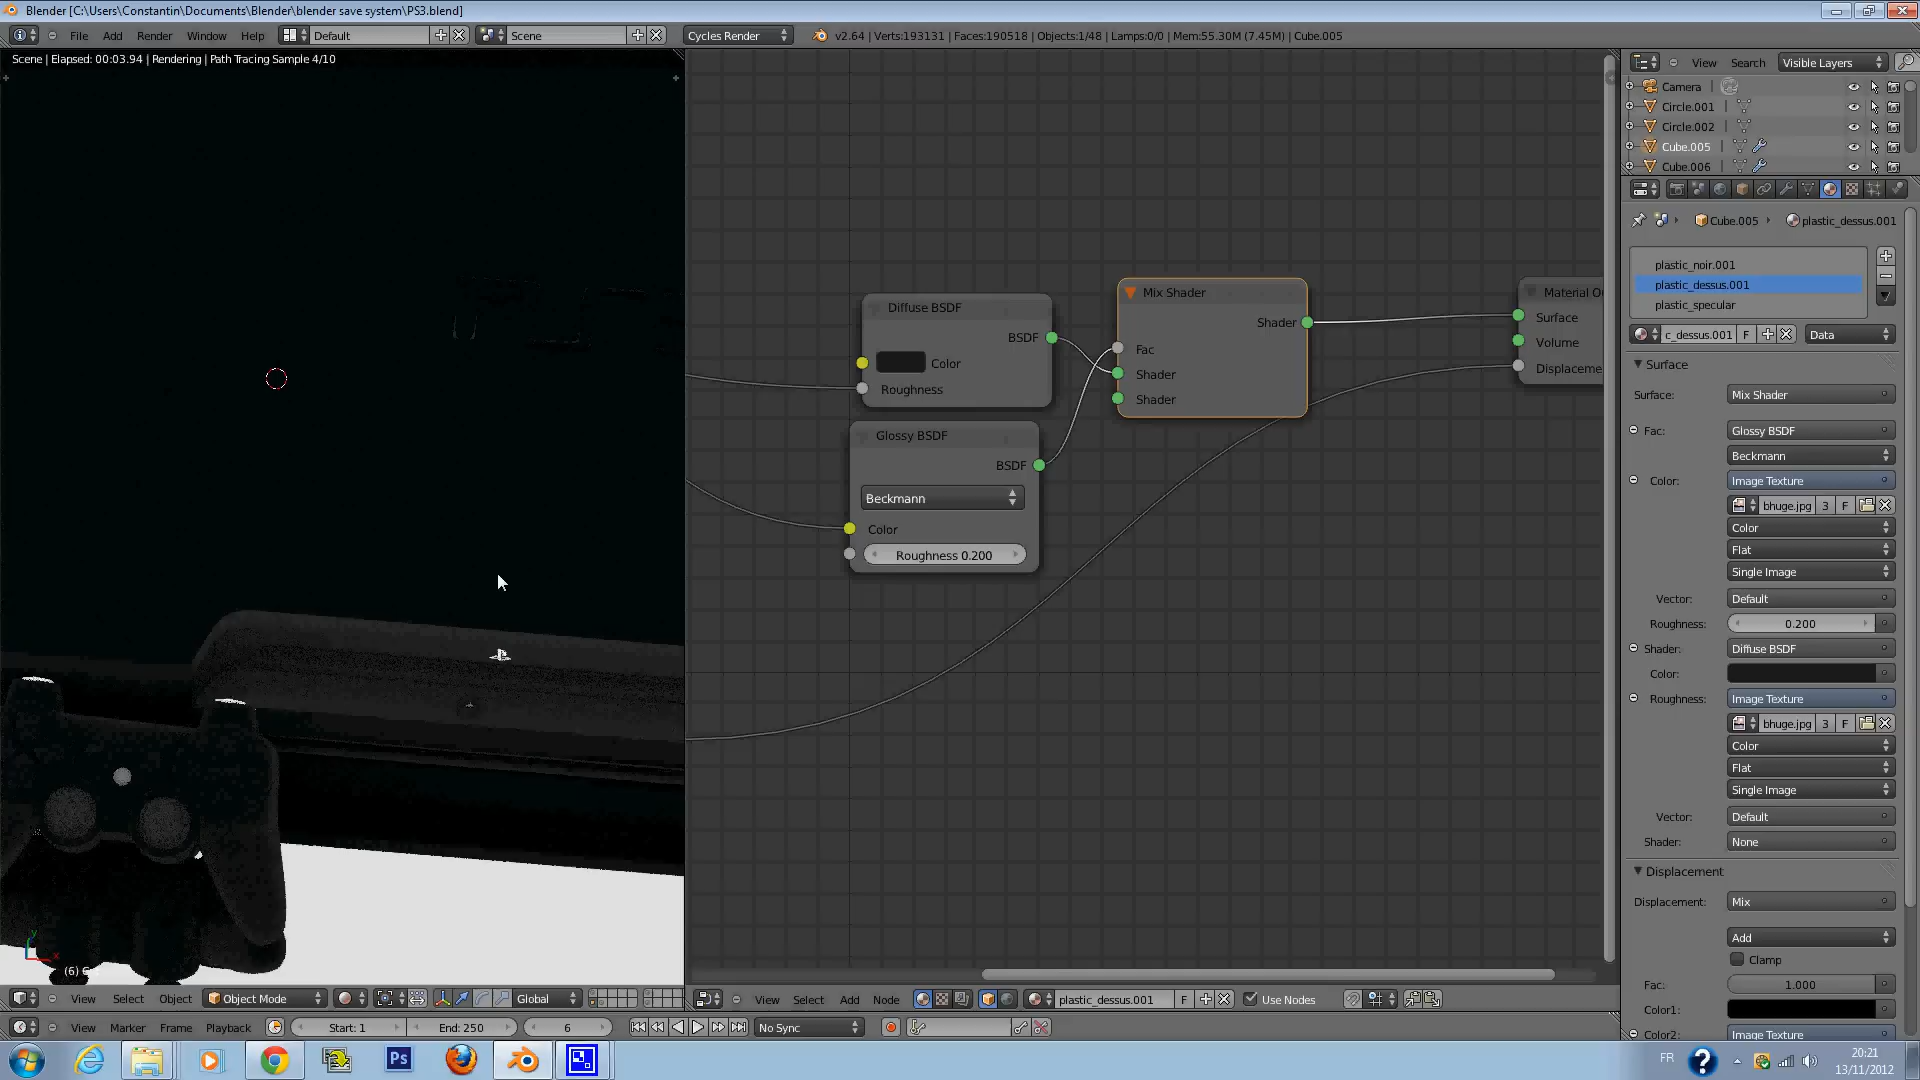 Blender [C:\Users\Constantin\Documents\Blender\blender save system\PS3.blend]
File Add Render Window Help Default Scene Cycles Render v2.64 | Verts:193131 | Faces:190518 | Objects:1/48 | Lamps:0/0 | Mem:55.30M (7.45M) | Cube.005
Scene | Elapsed: 00:03.94 | Rendering | Path Tracing Sample 4/10
View Search Visible Layers
Camera
Circle.001
Circle.002
Cube.005
Cube.006
Cube.005 plastic_dessus.001
plastic_noir.001
plastic_dessus.001
plastic_specular
c_dessus.001 F Data
Surface
Surface: Mix Shader
Fac: Glossy BSDF
Beckmann
Color: Image Texture
bhuge.jpg 3 F
Color
Flat
Single Image
Vector: Default
Roughness: 0.200
Shader: Diffuse BSDF
Color:
Roughness: Image Texture
bhuge.jpg 3 F
Color
Flat
Single Image
Vector: Default
Shader: None
Displacement
Displacement: Mix
Add
Clamp
Fac: 1.000
Color1:
Color2: Image Texture
Diffuse BSDF
BSDF
Color
Roughness
Glossy BSDF
BSDF
Beckmann
Color
Roughness 0.200
Mix Shader
Shader
Fac
Shader
Shader
Material O
Surface
Volume
Displaceme
y
x
(6)
View Select Object Object Mode Global
View Select Add Node plastic_dessus.001 F Use Nodes
View Marker Frame Playback Start: 1 End: 250 6 No Sync
Ps
FR
20:21
13/11/2012